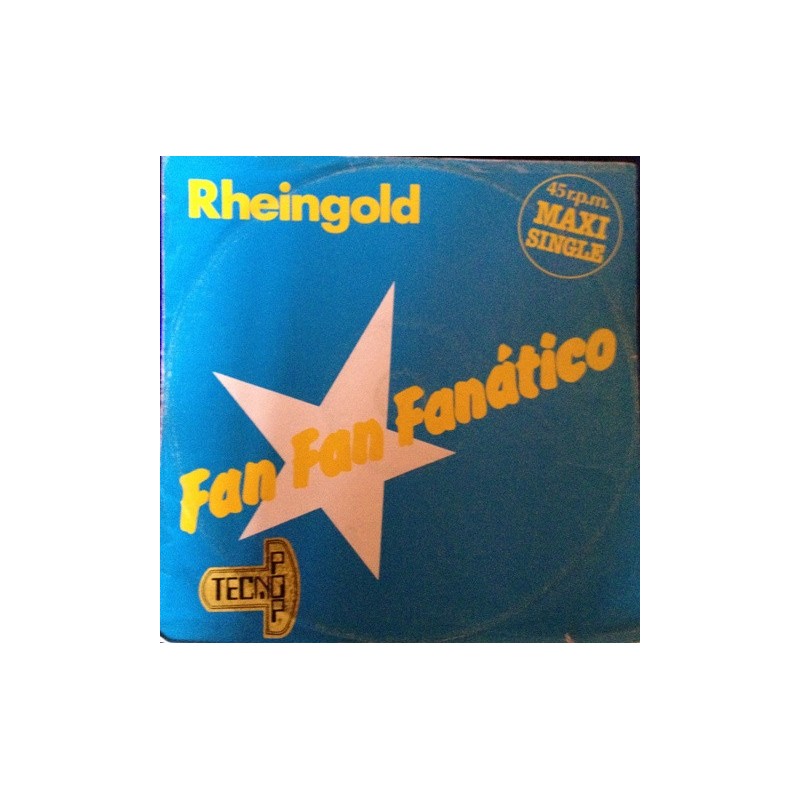 Rheingold
45 r.p.m.
MAXI
SINGLE
Fan Fan Fanático
TECNO
POP